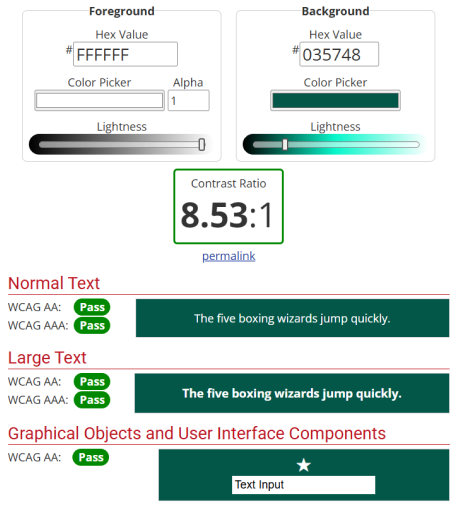 Foreground
Hex Value
# FFFFFF
Color Picker Alpha
1
Lightness
Background
Hex Value
# 035748
Color Picker
Lightness
Contrast Ratio
8.53:1
permalink
Normal Text
WCAG AA: Pass
WCAG AAA: Pass
The five boxing wizards jump quickly.
Large Text
WCAG AA: Pass
WCAG AAA: Pass
The five boxing wizards jump quickly.
Graphical Objects and User Interface Components
WCAG AA: Pass
Text Input